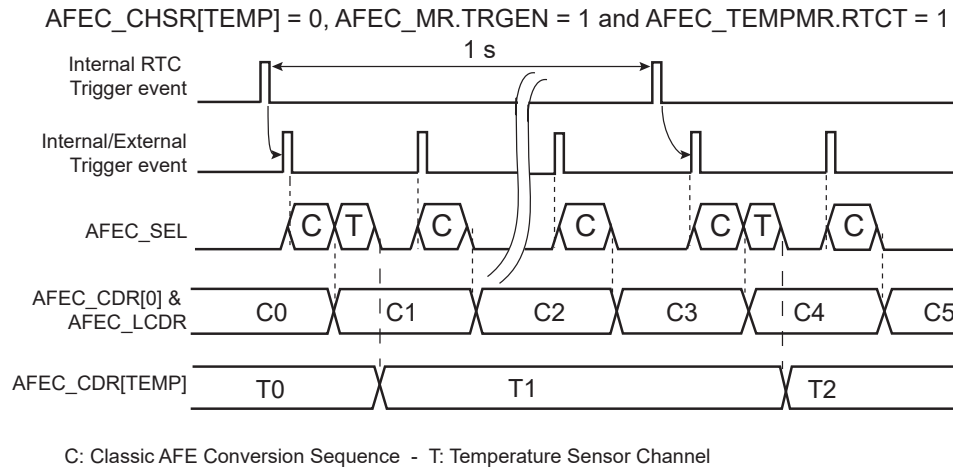 AFEC_CHSR[TEMP] = 0, AFEC_MR.TRGEN = 1 and AFEC_TEMPMR.RTCT = 1
1 s
Internal RTC
Trigger event
Internal/External
Trigger event
AFEC_SEL
C T C C C T C
AFEC_CDR[0] &
AFEC_LCDR
C0 C1 C2 C3 C4 C5
AFEC_CDR[TEMP]
T0 T1 T2
C: Classic AFE Conversion Sequence - T: Temperature Sensor Channel